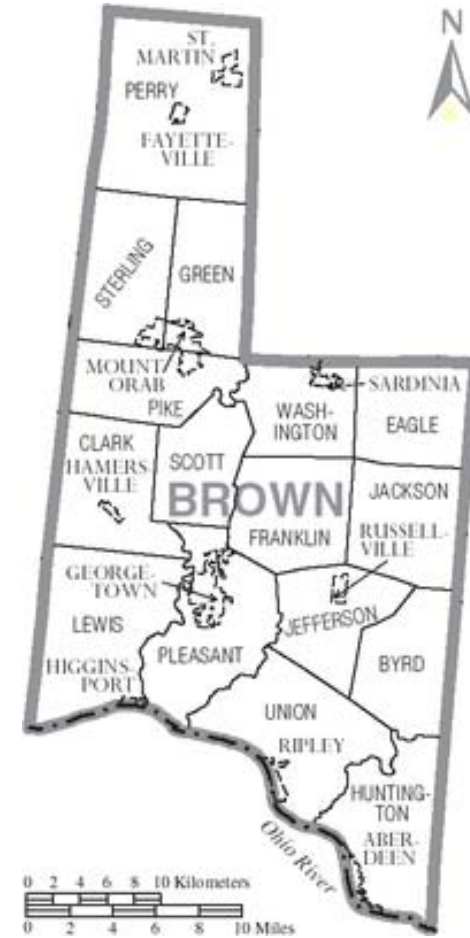 N
ST.
MARTIN
PERRY
FAYETTE-
VILLE
STERLING
GREEN
MOUNT
ORAB
PIKE
SARDINIA
WASH-
INGTON
EAGLE
CLARK
HAMERS-
VILLE
SCOTT
BROWN
JACKSON
FRANKLIN
RUSSELL-
VILLE
GEORGE-
TOWN
JEFFERSON
LEWIS
PLEASANT
BYRD
HIGGINS-
PORT
UNION
RIPLEY
HUNTING-
TON
ABER-
DEEN
Ohio River
0 2 4 6 8 10 Kilometers
0 2 4 6 8 10 Miles